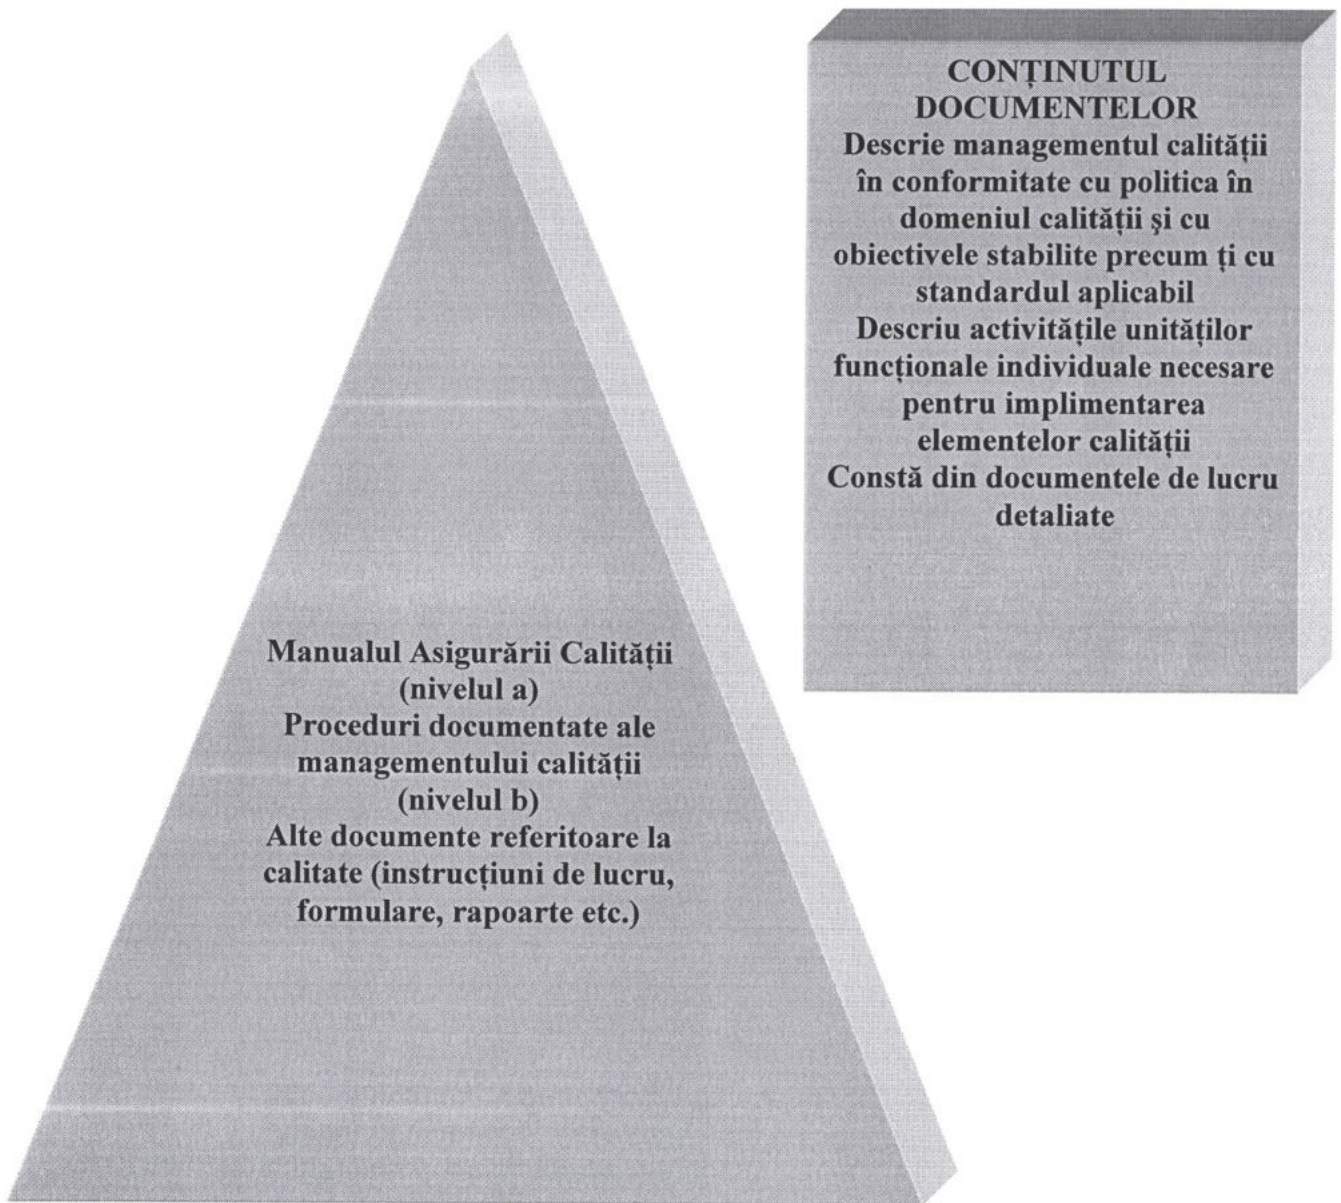 CONȚINUTUL
DOCUMENTELOR
Descrie managementul calității
în conformitate cu politica în
domeniul calității și cu
obiectivele stabilite precum ți cu
standardul aplicabil
Descriu activitățile unităților
funcționale individuale necesare
pentru implimentarea
elementelor calității
Constă din documentele de lucru
detaliate
Manualul Asigurării Calității
(nivelul a)
Proceduri documentate ale
managementului calității
(nivelul b)
Alte documente referitoare la
calitate (instrucțiuni de lucru,
formulare, rapoarte etc.)